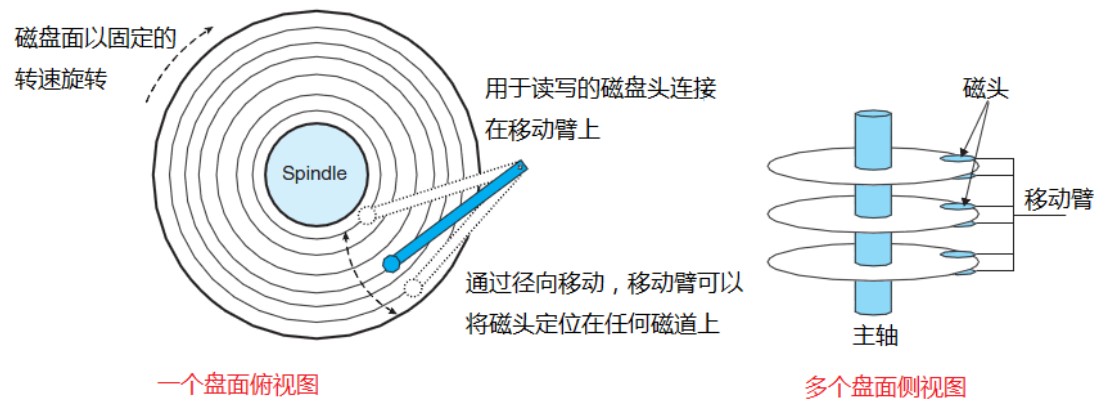 磁盘面以固定的
转速旋转
Spindle
用于读写的磁盘头连接
在移动臂上
通过径向移动，移动臂可以
将磁头定位在任何磁道上
一个盘面俯视图
磁头
移动臂
主轴
多个盘面侧视图